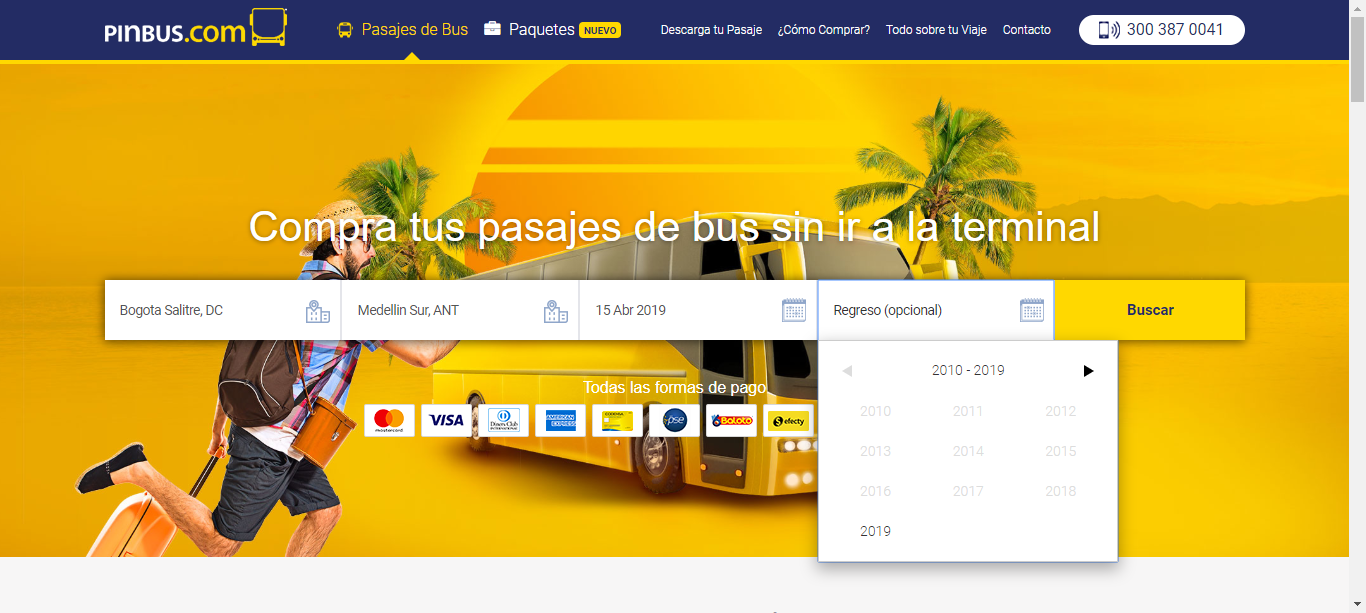 PINBUS.com
Pasajes de Bus
Paquetes NUEVO
Descarga tu Pasaje
¿Cómo Comprar?
Todo sobre tu Viaje
Contacto
300 387 0041
Compra tus pasajes de bus sin ir a la terminal
Bogota Salitre, DC
Medellin Sur, ANT
15 Abr 2019
Regreso (opcional)
Buscar
Todas las formas de pago
mastercard
VISA
Diners Club
INTERNATIONAL
AMERICAN
EXPRESS
CODENSA
pse
Baloto
efecty
2010 - 2019
2010 2011 2012
2013 2014 2015
2016 2017 2018
2019